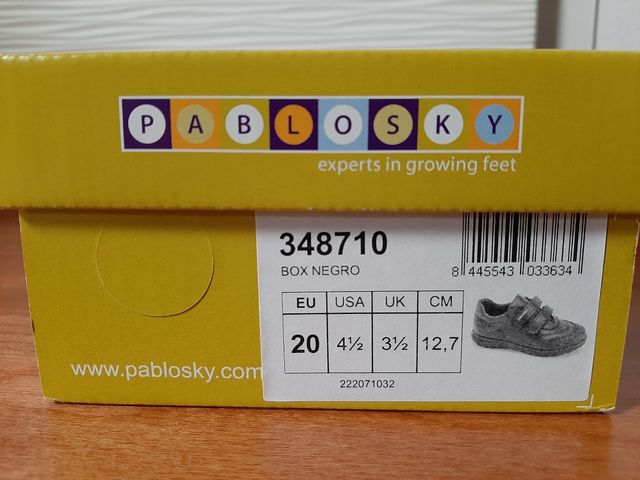 PABLOSKY
experts in growing feet
348710
BOX NEGRO
8 445543 033634
EU USA UK CM
20 4½ 3½ 12,7
222071032
www.pablosky.com